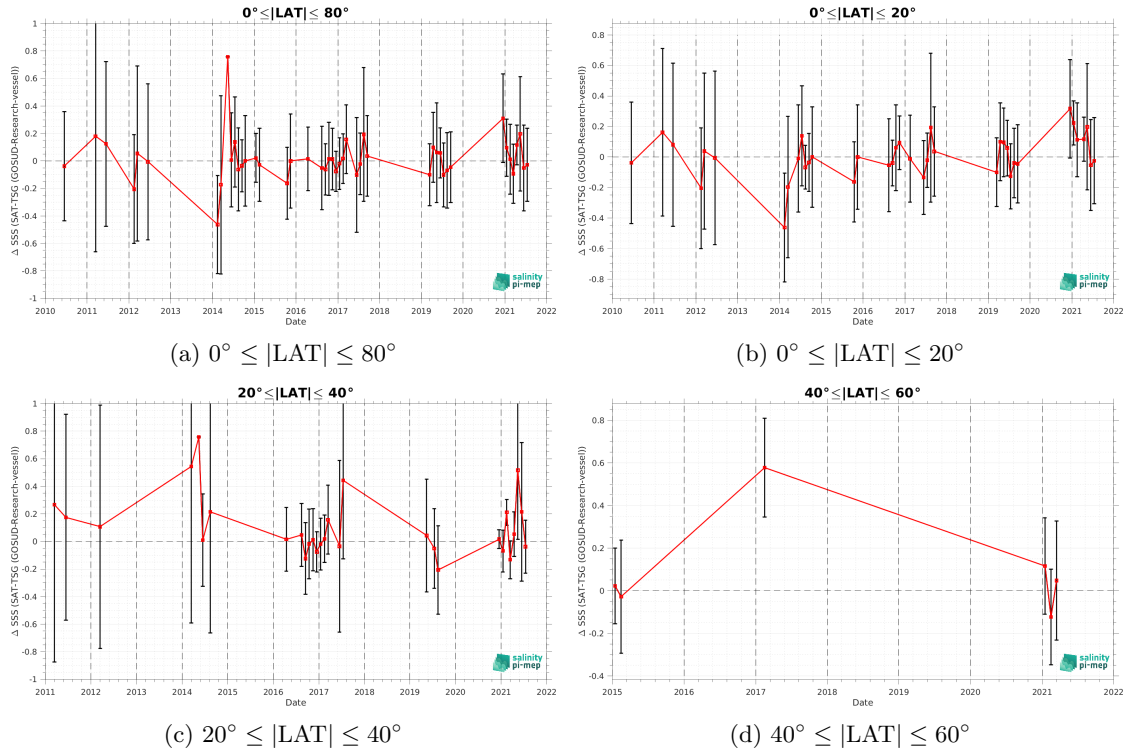 0°≤|LAT|≤ 80°
Δ SSS (SAT-TSG (GOSUD-Research-vessel))
1
0.8
0.6
0.4
0.2
0
-0.2
-0.4
-0.6
-0.8
-1
2010 2011 2012 2013 2014 2015 2016 2017 2018 2019 2020 2021 2022
Date
salinity
pi-mep
(a) 0° ≤ |LAT| ≤ 80°
0°≤|LAT|≤ 20°
Δ SSS (SAT-TSG (GOSUD-Research-vessel))
0.8
0.6
0.4
0.2
0
-0.2
-0.4
-0.6
-0.8
2010 2011 2012 2013 2014 2015 2016 2017 2018 2019 2020 2021 2022
Date
salinity
pi-mep
(b) 0° ≤ |LAT| ≤ 20°
20°≤|LAT|≤ 40°
Δ SSS (SAT-TSG (GOSUD-Research-vessel))
1
0.8
0.6
0.4
0.2
0
-0.2
-0.4
-0.6
-0.8
-1
2011 2012 2013 2014 2015 2016 2017 2018 2019 2020 2021 2022
Date
salinity
pi-mep
(c) 20° ≤ |LAT| ≤ 40°
40°≤|LAT|≤ 60°
Δ SSS (SAT-TSG (GOSUD-Research-vessel))
0.8
0.6
0.4
0.2
0
-0.2
-0.4
2015 2016 2017 2018 2019 2020 2021 2022
Date
salinity
pi-mep
(d) 40° ≤ |LAT| ≤ 60°